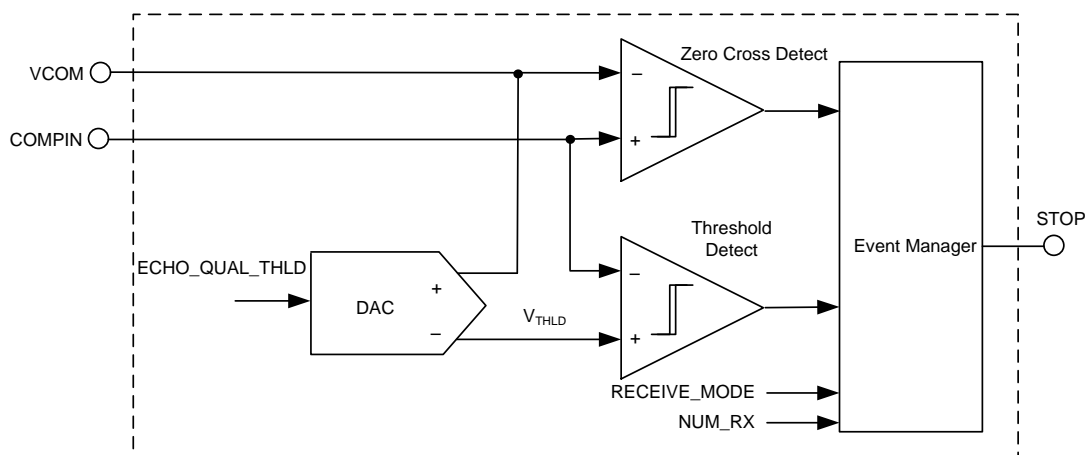 Zero Cross Detect
VCOM
−
COMPIN
+
STOP
Threshold
Detect
Event Manager
ECHO_QUAL_THLD
−
+
DAC
VTHLD
−
+
RECEIVE_MODE
NUM_RX